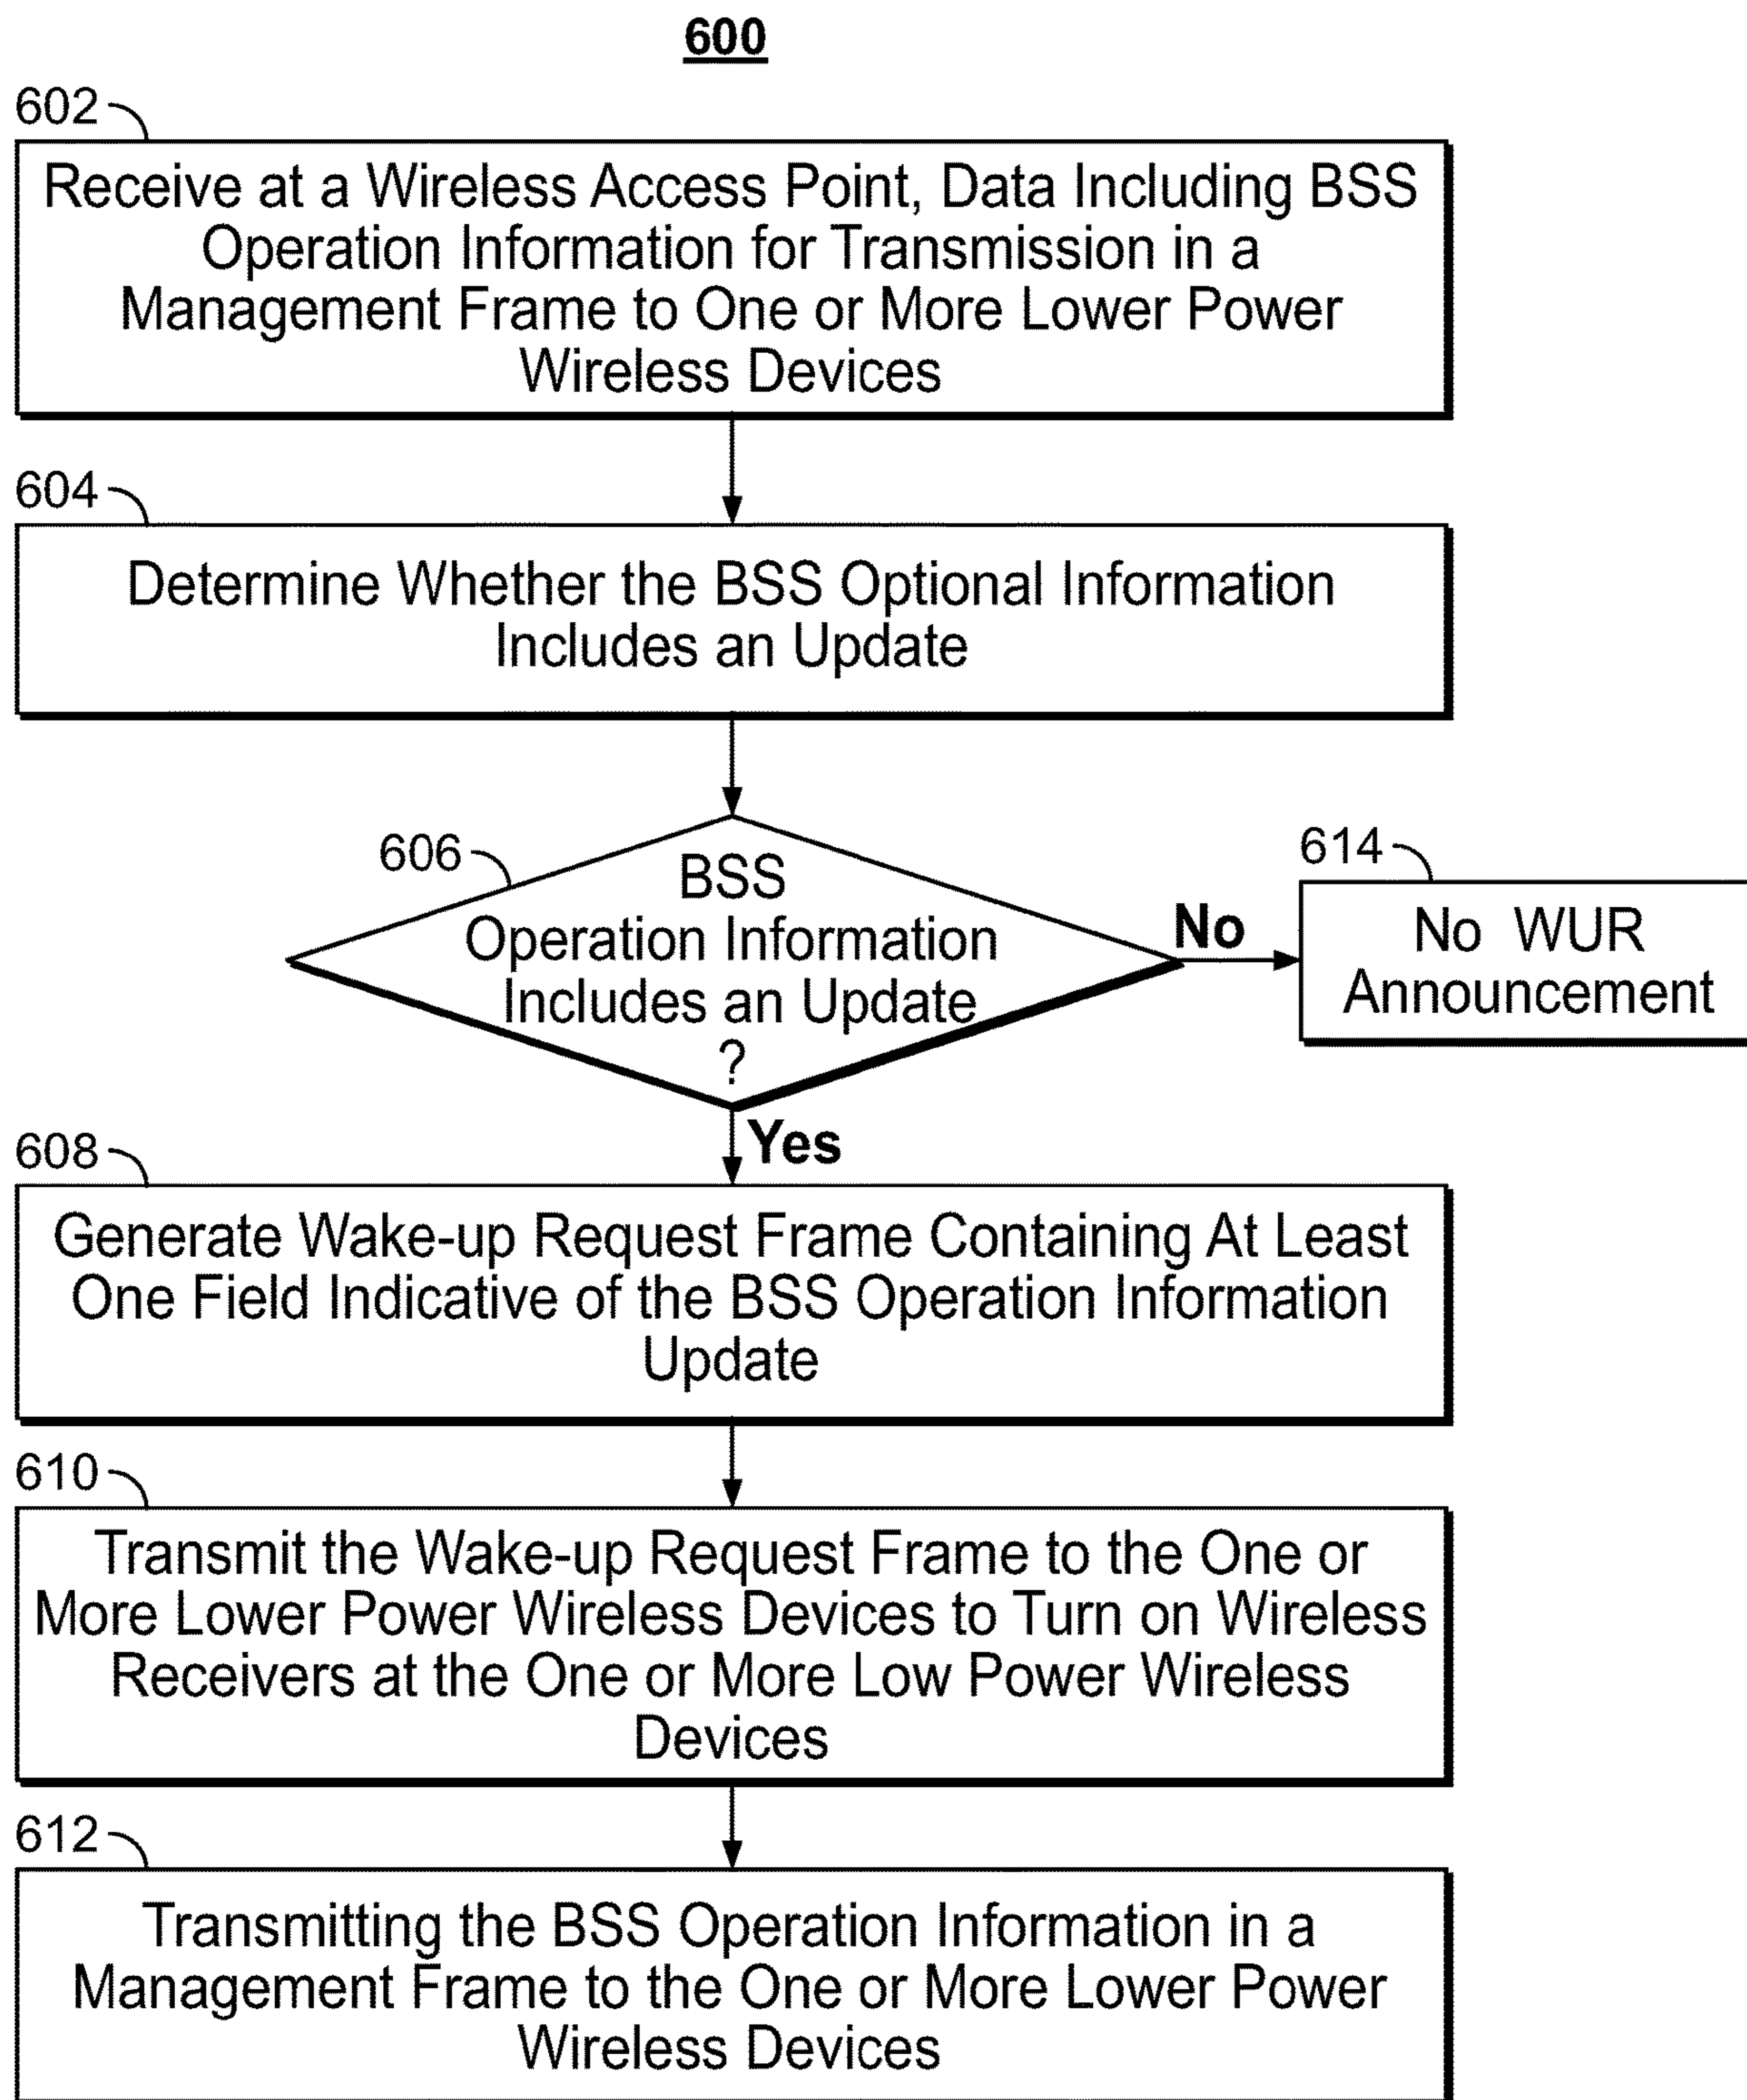 600
602
Receive at a Wireless Access Point, Data Including BSS
Operation Information for Transmission in a
Management Frame to One or More Lower Power
Wireless Devices
604
Determine Whether the BSS Optional Information
Includes an Update
606
BSS
Operation Information
Includes an Update
?
No
614
No WUR
Announcement
Yes
608
Generate Wake-up Request Frame Containing At Least
One Field Indicative of the BSS Operation Information
Update
610
Transmit the Wake-up Request Frame to the One or
More Lower Power Wireless Devices to Turn on Wireless
Receivers at the One or More Low Power Wireless
Devices
612
Transmitting the BSS Operation Information in a
Management Frame to the One or More Lower Power
Wireless Devices